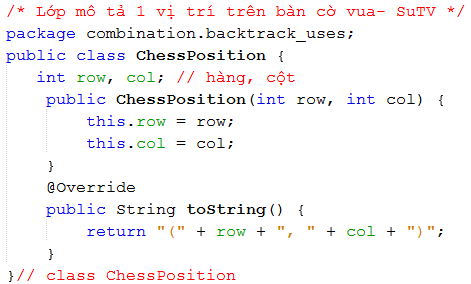 /* Lớp mô tả 1 vị trí trên bàn cờ vua- SuTV */
package combination.backtrack_uses;
public class ChessPosition {
int row, col; // hàng, cột
public ChessPosition(int row, int col) {
this.row = row;
this.col = col;
}
@Override
public String toString() {
return "(" + row + ", " + col + ")";
}
}// class ChessPosition